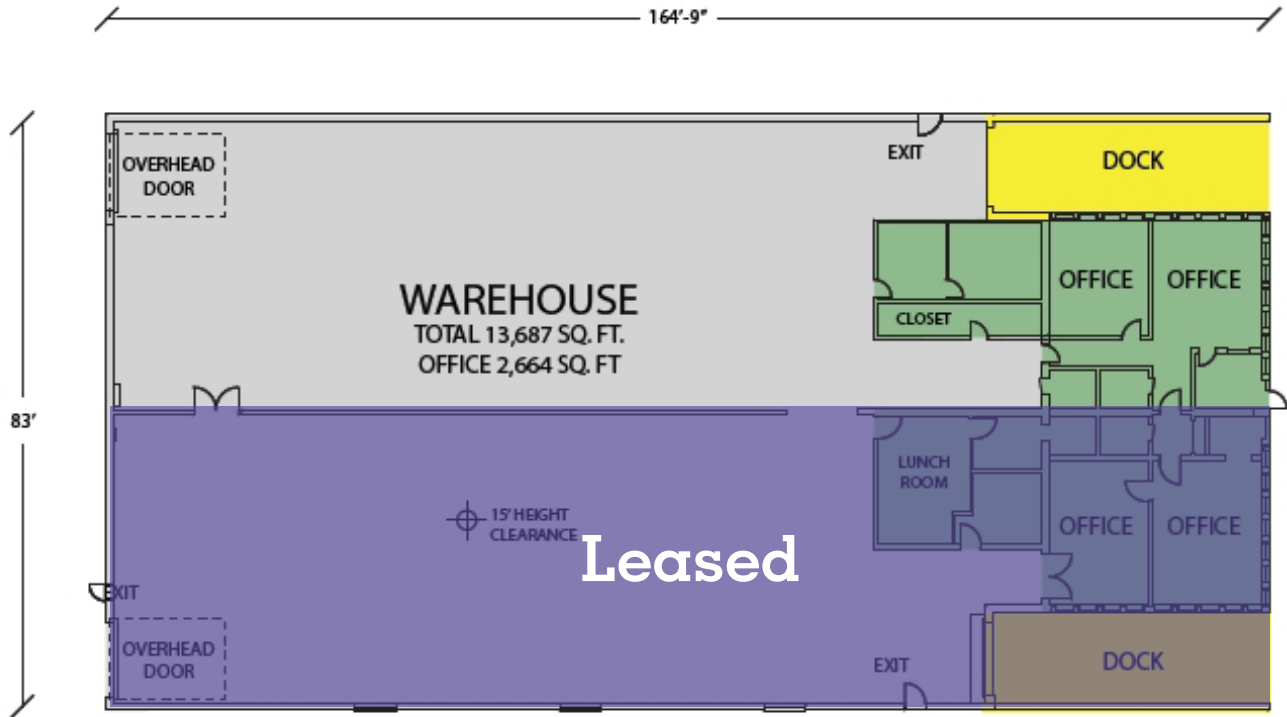 164'-9"
EXIT
DOCK
OVERHEAD
DOOR
OFFICE
OFFICE
WAREHOUSE
TOTAL 13,687 SQ. FT.
OFFICE 2,664 SQ. FT
CLOSET
83'
LUNCH
ROOM
15' HEIGHT
CLEARANCE
OFFICE
OFFICE
Leased
EXIT
OVERHEAD
DOOR
EXIT
DOCK